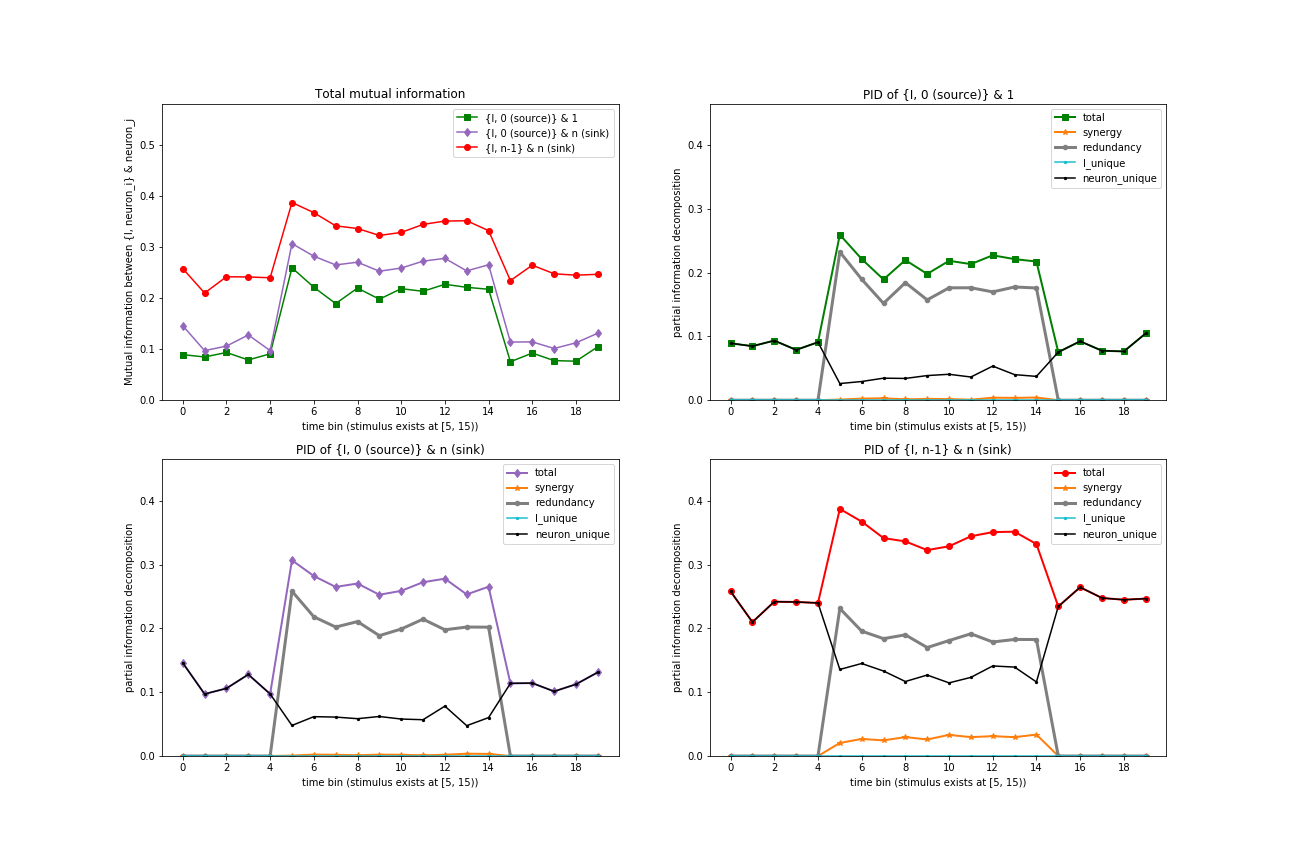 Total mutual information
Mutual information between {I, neuron_i} & neuron_j
0.5
0.4
0.3
0.2
0.1
0.0
{I, 0 (source)} & 1
{I, 0 (source)} & n (sink)
{I, n-1} & n (sink)
0 2 4 6 8 10 12 14 16 18
time bin (stimulus exists at [5, 15))
PID of {I, 0 (source)} & 1
partial information decomposition
0.4
0.3
0.2
0.1
0.0
total
synergy
redundancy
I_unique
neuron_unique
0 2 4 6 8 10 12 14 16 18
time bin (stimulus exists at [5, 15))
PID of {I, 0 (source)} & n (sink)
partial information decomposition
0.4
0.3
0.2
0.1
0.0
total
synergy
redundancy
I_unique
neuron_unique
0 2 4 6 8 10 12 14 16 18
time bin (stimulus exists at [5, 15))
PID of {I, n-1} & n (sink)
partial information decomposition
0.4
0.3
0.2
0.1
0.0
total
synergy
redundancy
I_unique
neuron_unique
0 2 4 6 8 10 12 14 16 18
time bin (stimulus exists at [5, 15))